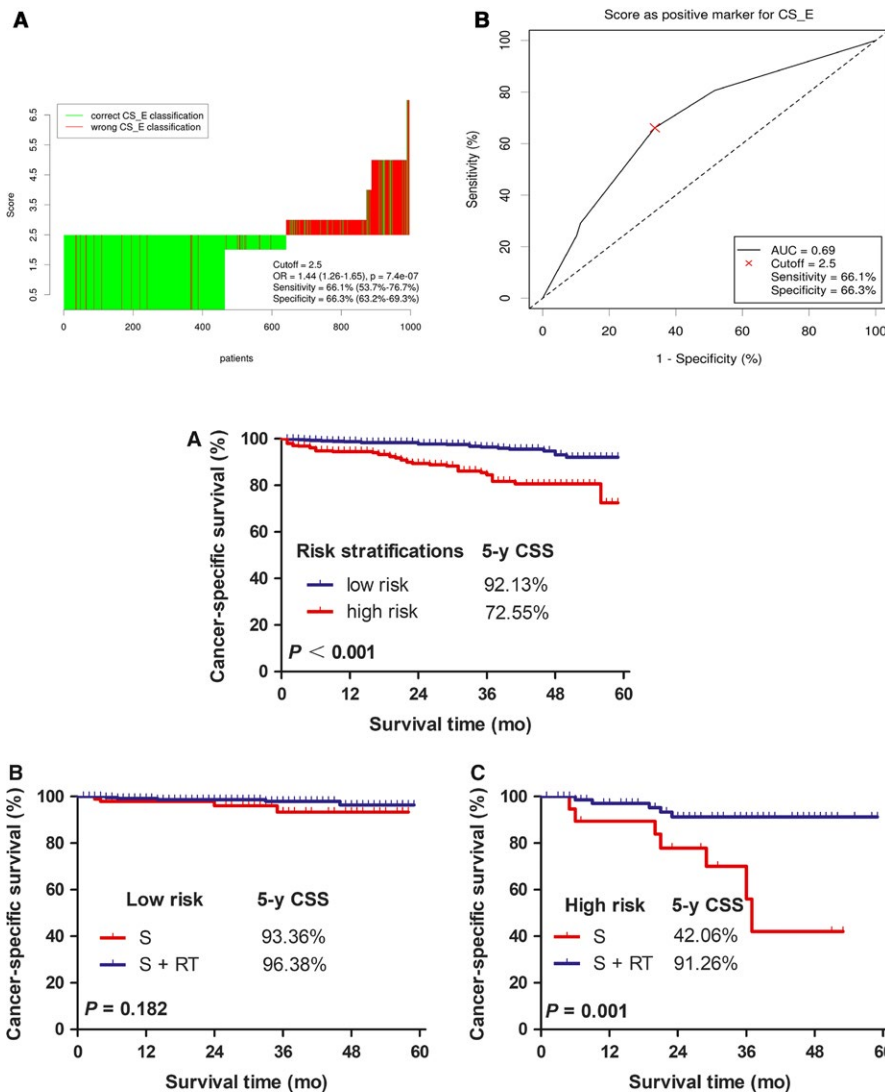 A
correct CS_E classification
wrong CS_E classification
Score
6.5
5.5
4.5
3.5
2.5
1.5
0.5
Cutoff = 2.5
OR = 1.44 (1.26-1.65), p = 7.4e-07
Sensitivity = 66.1% (53.7%-76.7%)
Specificity = 66.3% (63.2%-69.3%)
0 200 400 600 800 1000
patients
B
Score as positive marker for CS_E
Sensitivity (%)
100
80
60
40
20
0
AUC = 0.69
Cutoff = 2.5
Sensitivity = 66.1%
Specificity = 66.3%
0 20 40 60 80 100
1 - Specificity (%)
A
Cancer-specific survival (%)
100
80
60
40
20
0
Risk stratifications 5-y CSS
low risk 92.13%
high risk 72.55%
P < 0.001
0 12 24 36 48 60
Survival time (mo)
B
Cancer-specific survival (%)
100
80
60
40
20
0
Low risk 5-y CSS
S 93.36%
S + RT 96.38%
P = 0.182
0 12 24 36 48 60
Survival time (mo)
C
Cancer-specific survival (%)
100
80
60
40
20
0
High risk 5-y CSS
S 42.06%
S + RT 91.26%
P = 0.001
0 12 24 36 48 60
Survival time (mo)